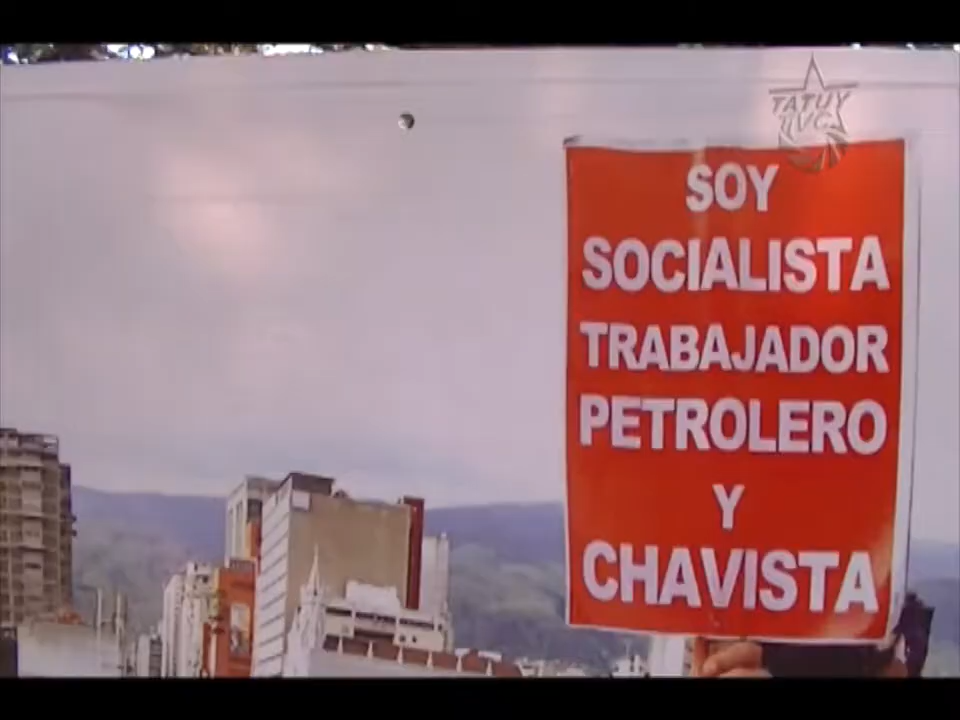 TATUY
TVC
SOY
SOCIALISTA
TRABAJADOR
PETROLERO
Y
CHAVISTA